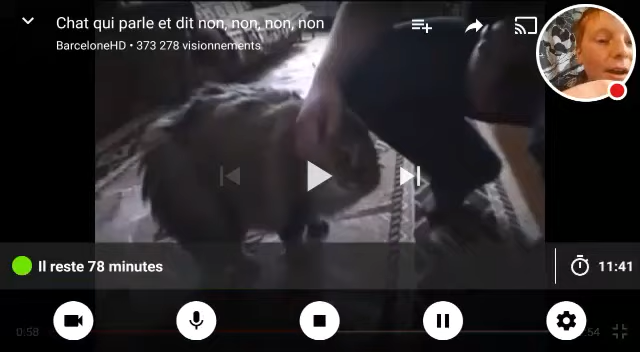 Chat qui parle et dit non, non, non, non
BarceloneHD • 373 278 visionnements
Il reste 78 minutes
11:41
0:58
54